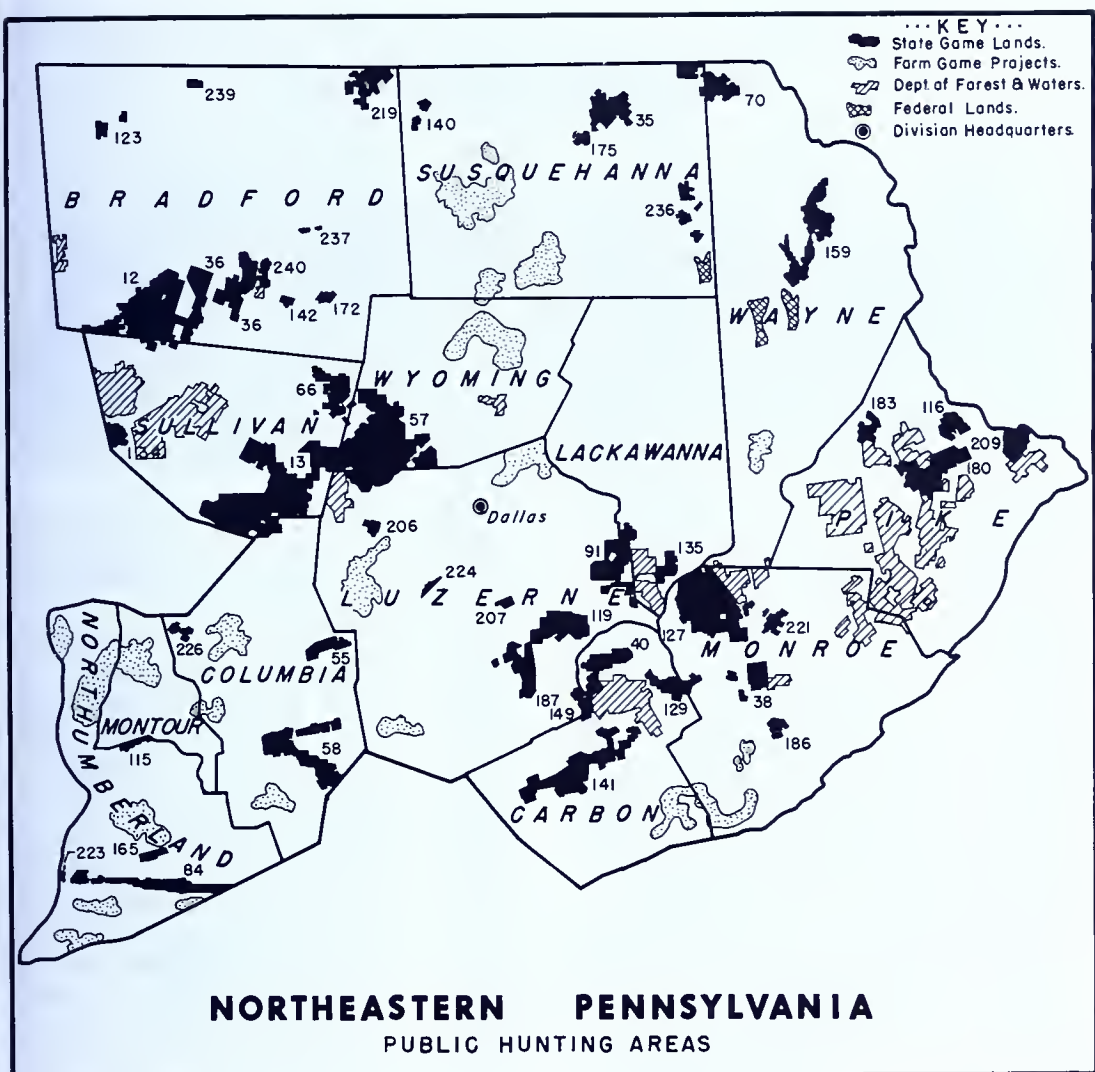 ···KEY···
State Game Lands.
Farm Game Projects.
Dept. of Forest & Waters.
Federal Lands.
Division Headquarters.
239
219
140
35
70
123
175
SUSQUEHANNA
BRADFORD
236
237
159
12
36
240
36
142
172
WAYNE
66
WYOMING
57
183
116
SULLIVAN
209
1
13
LACKAWANNA
180
PIKE
Dallas
206
91
135
224
LUZERNE
207
119
127
221
NORTHUMBERLAND
226
40
MONROE
COLUMBIA
55
187
129
38
149
MONTOUR
58
186
115
141
CARBON
223
165
84
NORTHEASTERN PENNSYLVANIA
PUBLIC HUNTING AREAS